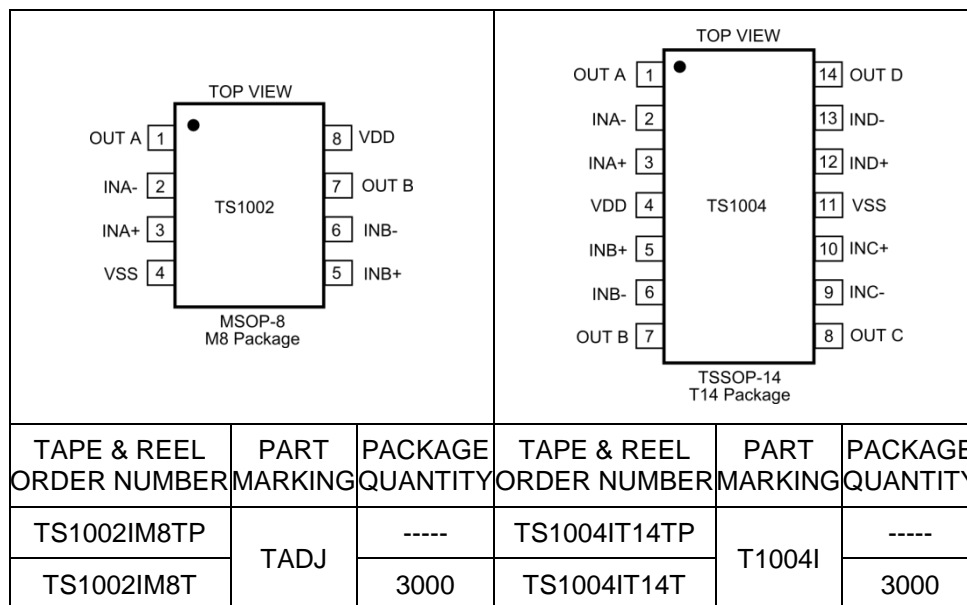 TOP VIEW
OUT A 1
8 VDD
INA- 2
7 OUT B
TS1002
INA+ 3
6 INB-
VSS 4
5 INB+
MSOP-8
M8 Package
TOP VIEW
OUT A 1
14 OUT D
INA- 2
13 IND-
INA+ 3
12 IND+
VDD 4
TS1004
11 VSS
INB+ 5
10 INC+
INB- 6
9 INC-
OUT B 7
8 OUT C
TSSOP-14
T14 Package
TAPE & REEL
ORDER NUMBER
PART
MARKING
PACKAGE
QUANTITY
TAPE & REEL
ORDER NUMBER
PART
MARKING
PACKAGE
QUANTITY
TS1002IM8TP
TADJ
-----
TS1004IT14TP
T1004I
-----
TS1002IM8T
3000
TS1004IT14T
3000